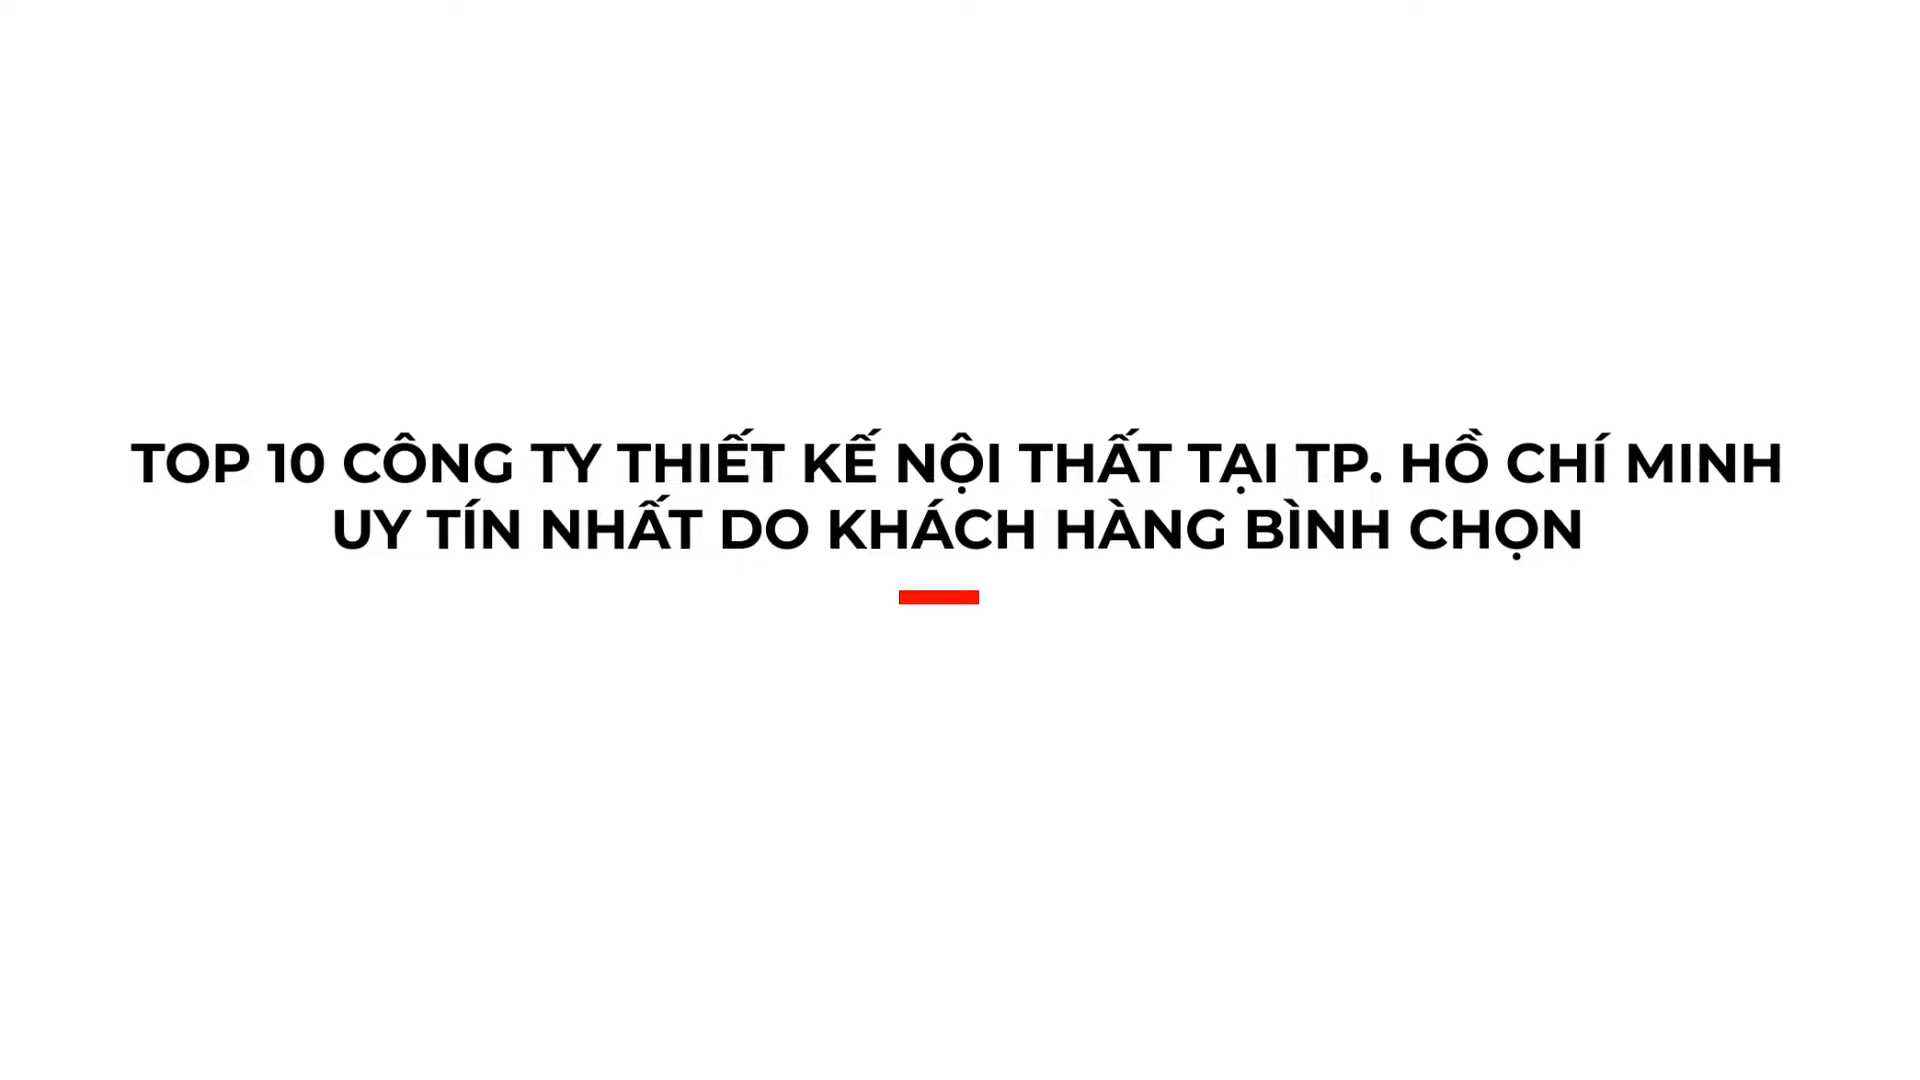 TOP 10 CÔNG TY THIẾT KẾ NỘI THẤT TẠI TP. HỒ CHÍ MINH
UY TÍN NHẤT DO KHÁCH HÀNG BÌNH CHỌN